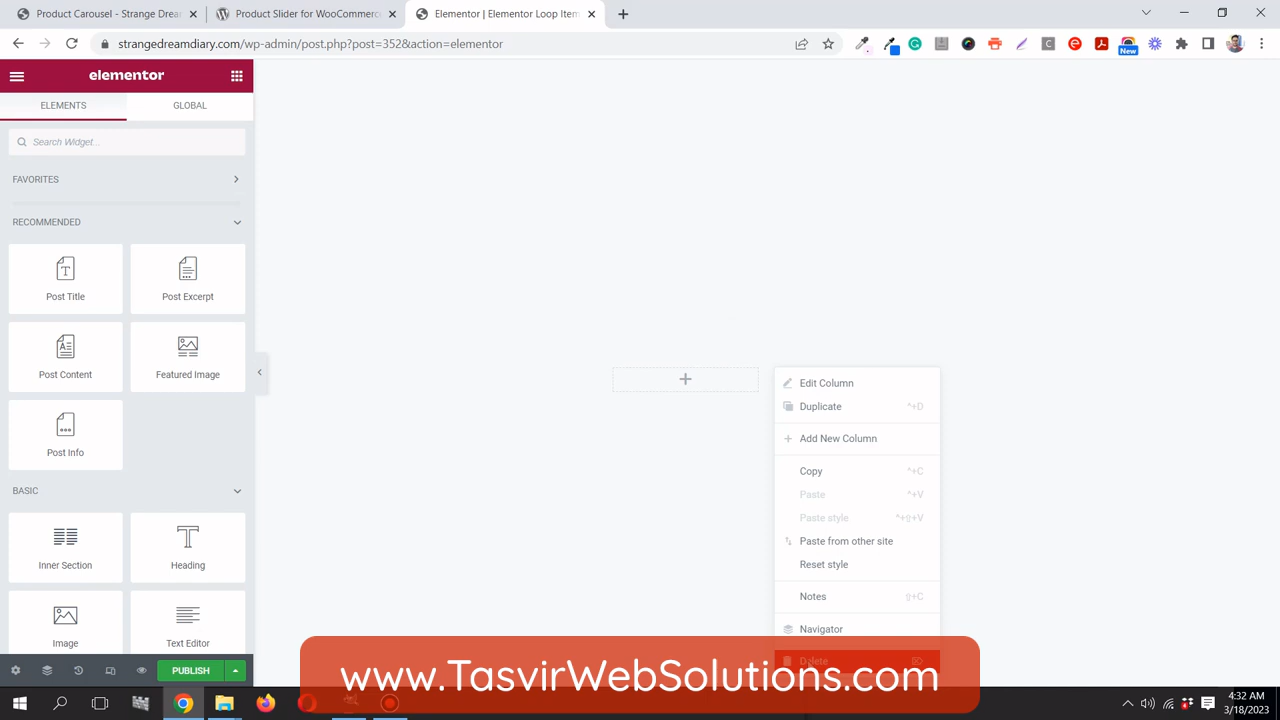 Product Carousel - Strange Drea
Product Slider for WooCommerc
Elementor | Elementor Loop Item
strangedreamdiary.com/wp-admin/post.php?post=352&action=elementor
New
elementor
ELEMENTS
GLOBAL
Search Widget...
FAVORITES
RECOMMENDED
Post Title
Post Excerpt
Post Content
Featured Image
Post Info
BASIC
Inner Section
Heading
Image
Text Editor
PUBLISH
Edit Column
Duplicate ^+D
Add New Column
Copy ^+C
Paste ^+V
Paste style ^+⇧+V
Paste from other site
Reset style
Notes ⇧+C
Navigator
Delete ⌦
www.TasvirWebSolutions.com
4:32 AM
3/18/2023